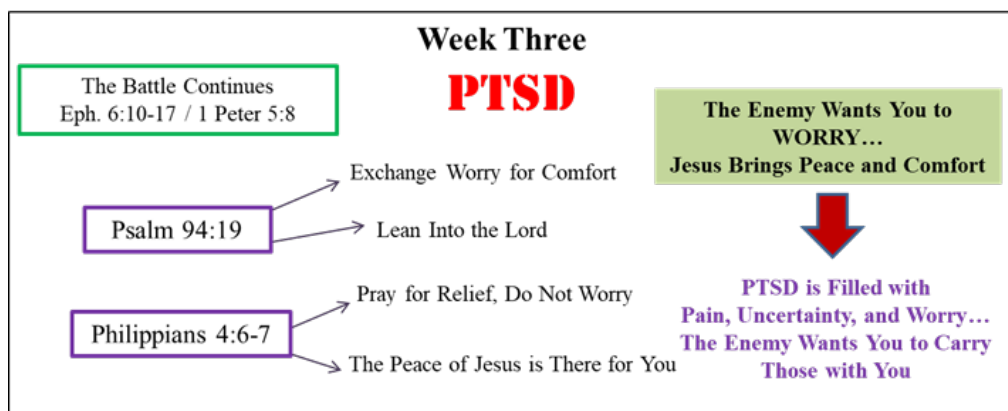 Week Three
PTSD
The Battle Continues
Eph. 6:10-17 / 1 Peter 5:8
Psalm 94:19
Exchange Worry for Comfort
Lean Into the Lord
Philippians 4:6-7
Pray for Relief, Do Not Worry
The Peace of Jesus is There for You
The Enemy Wants You to
WORRY…
Jesus Brings Peace and Comfort
PTSD is Filled with
Pain, Uncertainty, and Worry…
The Enemy Wants You to Carry
Those with You